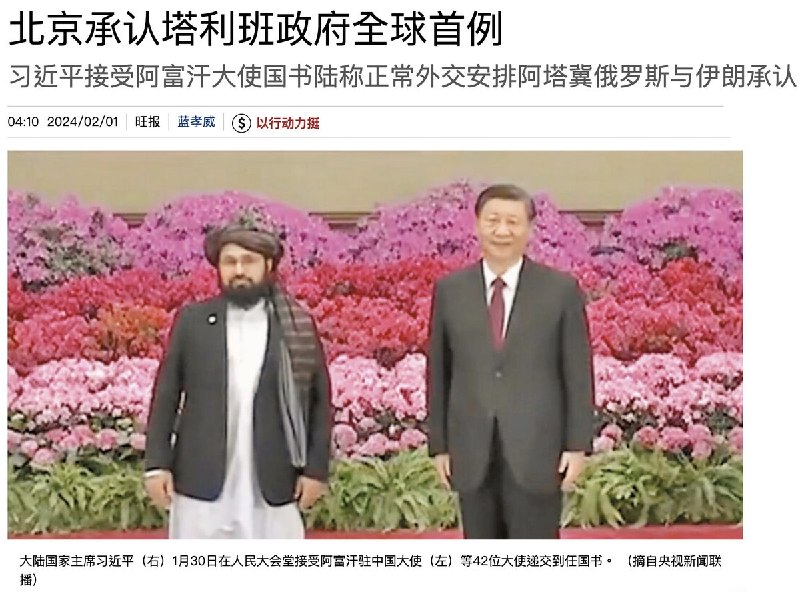 北京承认塔利班政府全球首例
习近平接受阿富汗大使国书陆称正常外交安排阿塔冀俄罗斯与伊朗承认
04:10 2024/02/01 旺报 蓝孝威 $ 以行动力挺
大陆国家主席习近平（右）1月30日在人民大会堂接受阿富汗驻中国大使（左）等42位大使递交到任国书。（摘自央视新闻联
播）